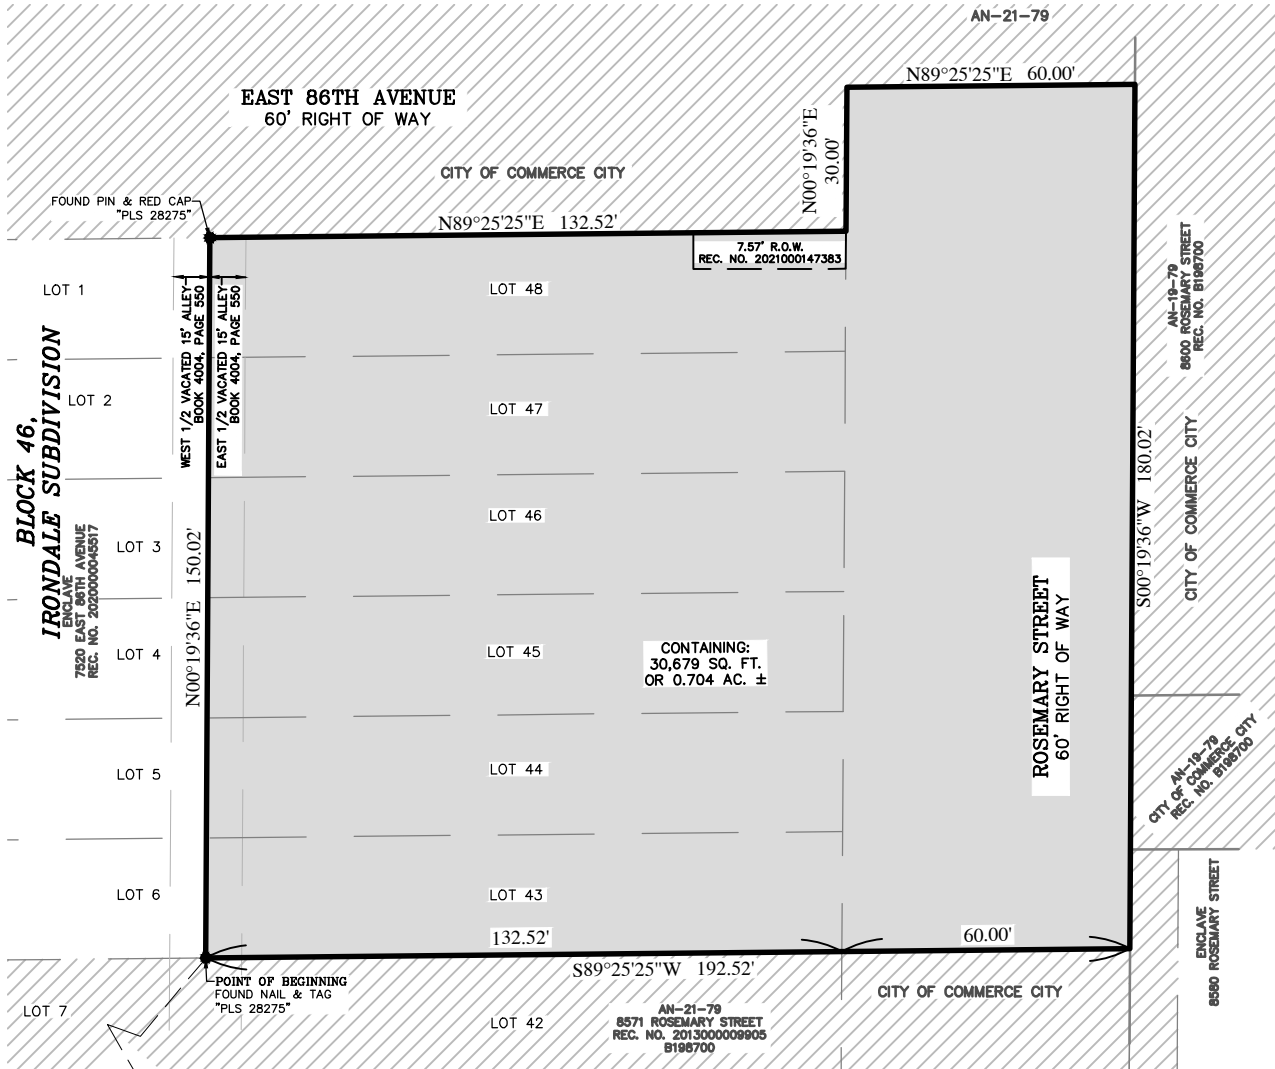 AN-21-79
N89°25'25"E 60.00'
EAST 86TH AVENUE
60' RIGHT OF WAY
N00°19'36"E
30.00'
CITY OF COMMERCE CITY
FOUND PIN & RED CAP
"PLS 28275"
N89°25'25"E 132.52'
7.57' R.O.W.
REC. NO. 2021000147383
AN-19-79
8600 ROSEMARY STREET
REC. NO. B198700
LOT 1
WEST 1/2 VACATED 15' ALLEY
BOOK 4004, PAGE 550
EAST 1/2 VACATED 15' ALLEY
BOOK 4004, PAGE 550
LOT 48
LOT 2
LOT 47
BLOCK 46,
IRONDALE SUBDIVISION
ENCLAVE
7520 EAST 86TH AVENUE
REC. NO. 2020000045517
LOT 3
N00°19'36"E 150.02'
LOT 46
S00°19'36"W 180.02'
CITY OF COMMERCE CITY
LOT 4
LOT 45
CONTAINING:
30,679 SQ. FT.
OR 0.704 AC. ±
ROSEMARY STREET
60' RIGHT OF WAY
LOT 5
LOT 44
AN-19-79
CITY OF COMMERCE CITY
REC. NO. B198700
LOT 6
LOT 43
132.52'
60.00'
ENCLAVE
8580 ROSEMARY STREET
S89°25'25"W 192.52'
POINT OF BEGINNING
FOUND NAIL & TAG
"PLS 28275"
CITY OF COMMERCE CITY
LOT 7
LOT 42
AN-21-79
8571 ROSEMARY STREET
REC. NO. 2013000009905
B198700